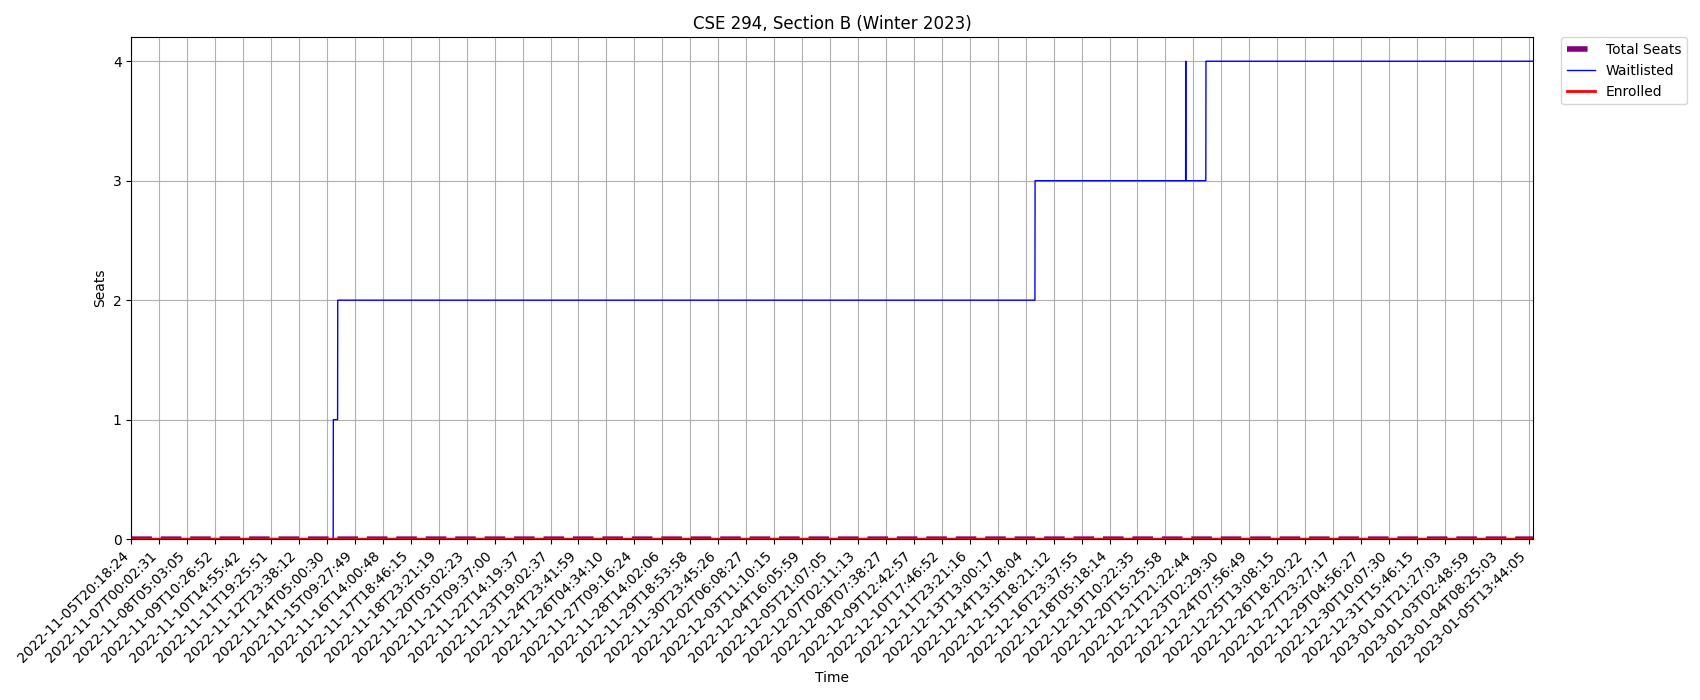 CSE 294, Section B (Winter 2023)
Total Seats
Waitlisted
Enrolled
Seats
4
3
2
1
0
2022-11-05T20:18:24
2022-11-07T00:02:31
2022-11-08T05:03:05
2022-11-09T10:26:52
2022-11-10T14:55:42
2022-11-11T19:25:51
2022-11-12T23:38:12
2022-11-14T05:00:30
2022-11-15T09:27:49
2022-11-16T14:00:48
2022-11-17T18:46:15
2022-11-18T23:21:19
2022-11-20T05:02:23
2022-11-21T09:37:00
2022-11-22T14:19:37
2022-11-23T19:02:37
2022-11-24T23:41:59
2022-11-26T04:34:10
2022-11-27T09:16:24
2022-11-28T14:02:06
2022-11-29T18:53:58
2022-11-30T23:45:26
2022-12-02T06:08:27
2022-12-03T11:10:15
2022-12-04T16:05:59
2022-12-05T21:07:05
2022-12-07T02:11:13
2022-12-08T07:38:27
2022-12-09T12:42:57
2022-12-10T17:46:52
2022-12-11T23:21:16
2022-12-13T13:00:17
2022-12-14T13:18:04
2022-12-15T18:21:12
2022-12-16T23:37:55
2022-12-18T05:18:14
2022-12-19T10:22:35
2022-12-20T15:25:58
2022-12-21T21:22:44
2022-12-23T02:29:30
2022-12-24T07:56:49
2022-12-25T13:08:15
2022-12-26T18:20:22
2022-12-27T23:27:17
2022-12-29T04:56:27
2022-12-30T10:07:30
2022-12-31T15:46:15
2023-01-01T21:27:03
2023-01-03T02:48:59
2023-01-04T08:25:03
2023-01-05T13:44:05
Time